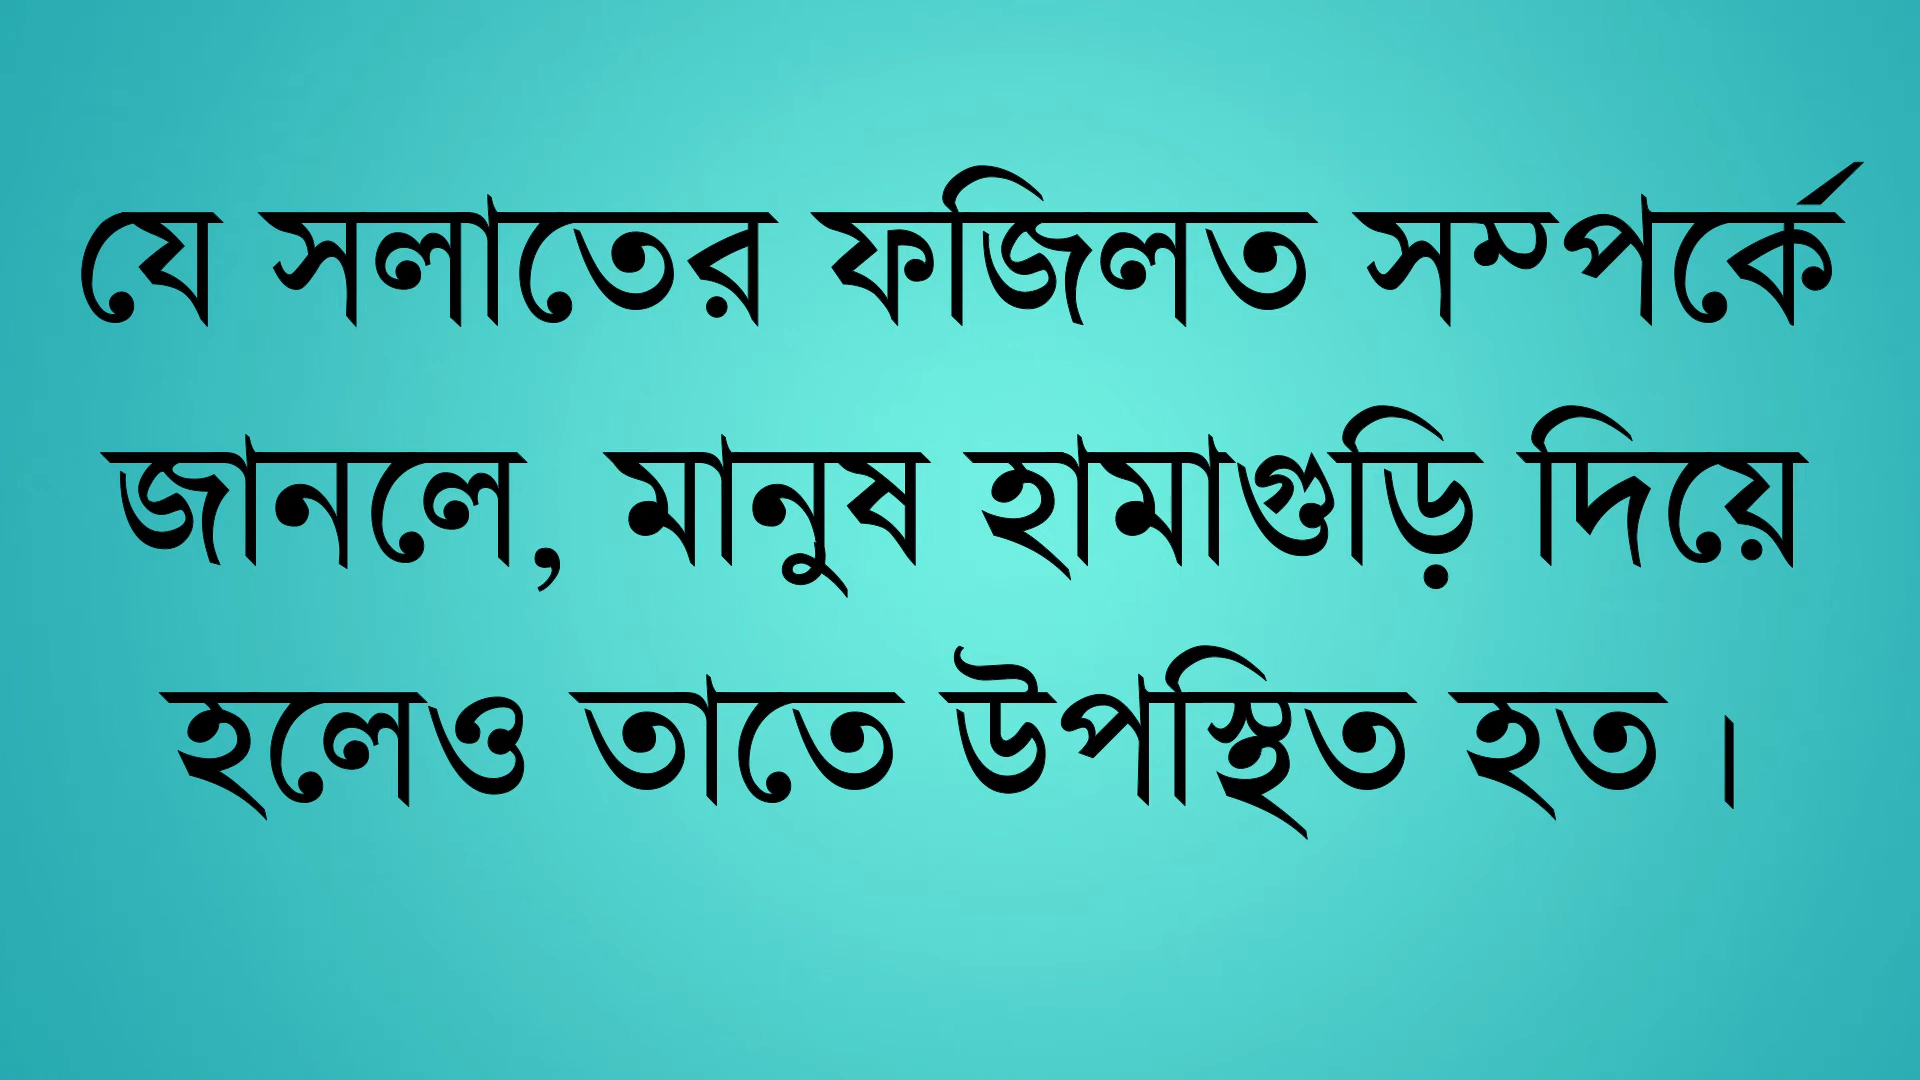 যে সলাতের ফজিলত সম্পর্কে
জানলে, মানুষ হামাগুড়ি দিয়ে
হলেও তাতে উপস্থিত হত।